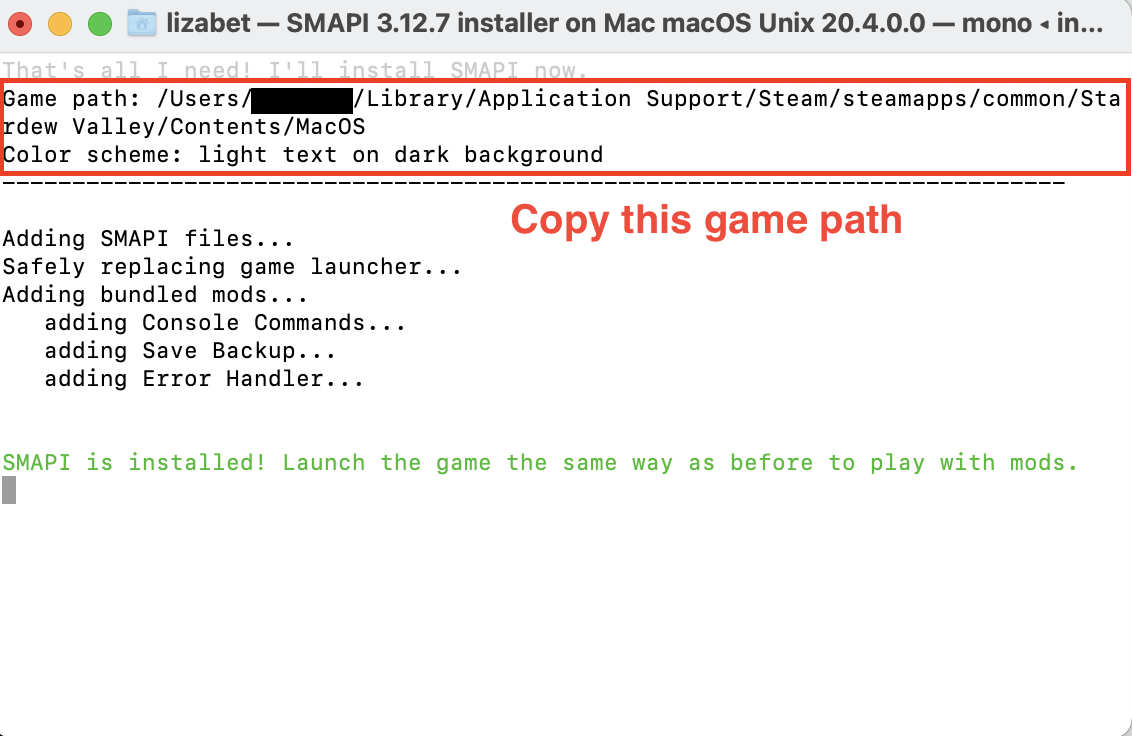 lizabet — SMAPI 3.12.7 installer on Mac macOS Unix 20.4.0.0 — mono ◂ in...
That's all I need! I'll install SMAPI now.
Game path: /Users/ /Library/Application Support/Steam/steamapps/common/Sta
rdew Valley/Contents/MacOS
Color scheme: light text on dark background
----------------------------------------------------------------------------
Copy this game path
Adding SMAPI files...
Safely replacing game launcher...
Adding bundled mods...
   adding Console Commands...
   adding Save Backup...
   adding Error Handler...
SMAPI is installed! Launch the game the same way as before to play with mods.